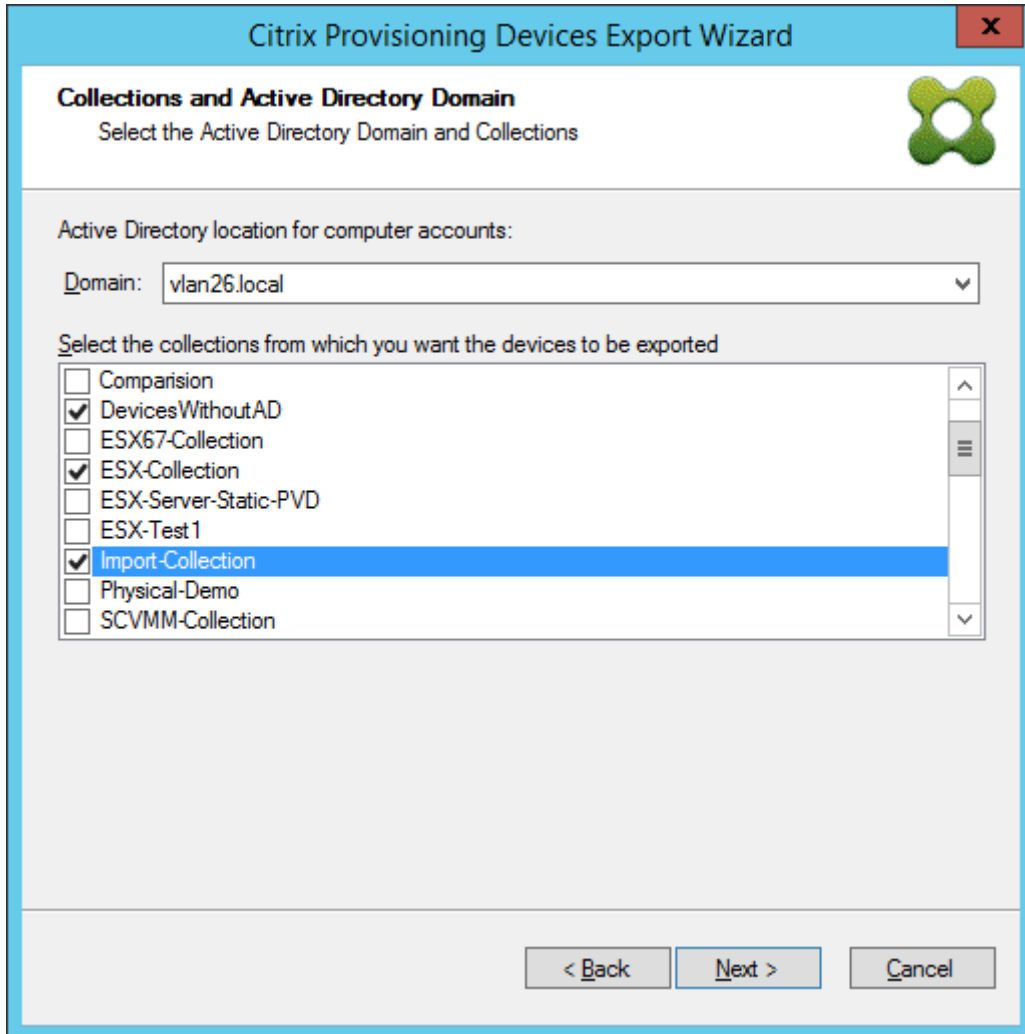 Citrix Provisioning Devices Export Wizard
x
Collections and Active Directory Domain
Select the Active Directory Domain and Collections
Active Directory location for computer accounts:
Domain: vlan26.local
Select the collections from which you want the devices to be exported
Comparision
DevicesWithoutAD
ESX67-Collection
ESX-Collection
ESX-Server-Static-PVD
ESX-Test1
Import-Collection
Physical-Demo
SCVMM-Collection
< Back Next > Cancel